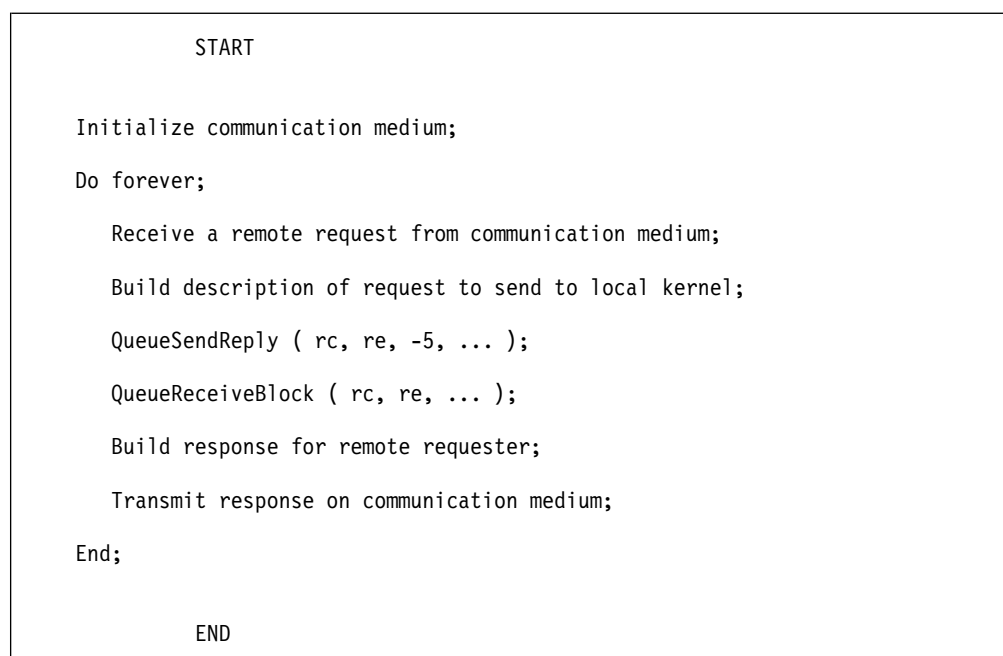 START
Initialize communication medium;
Do forever;
Receive a remote request from communication medium;
Build description of request to send to local kernel;
QueueSendReply ( rc, re, -5, ... );
QueueReceiveBlock ( rc, re, ... );
Build response for remote requester;
Transmit response on communication medium;
End;
END